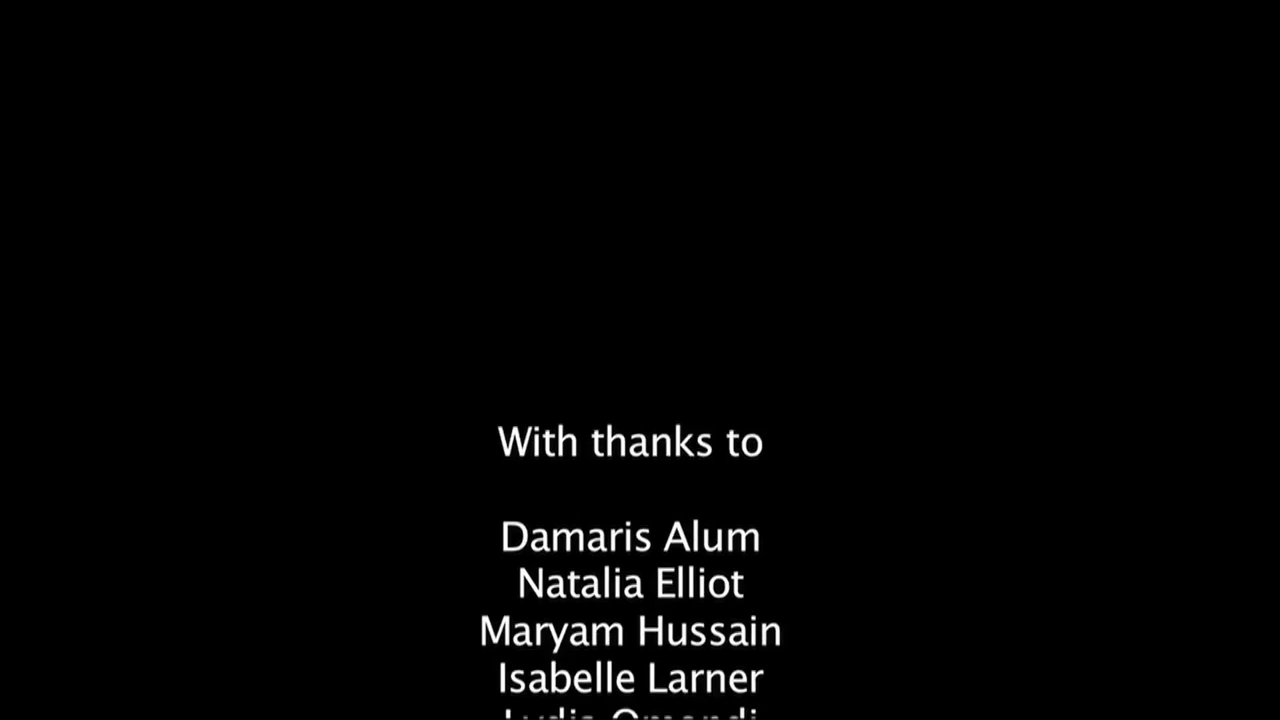 With thanks to
Damaris Alum
Natalia Elliot
Maryam Hussain
Isabelle Larner